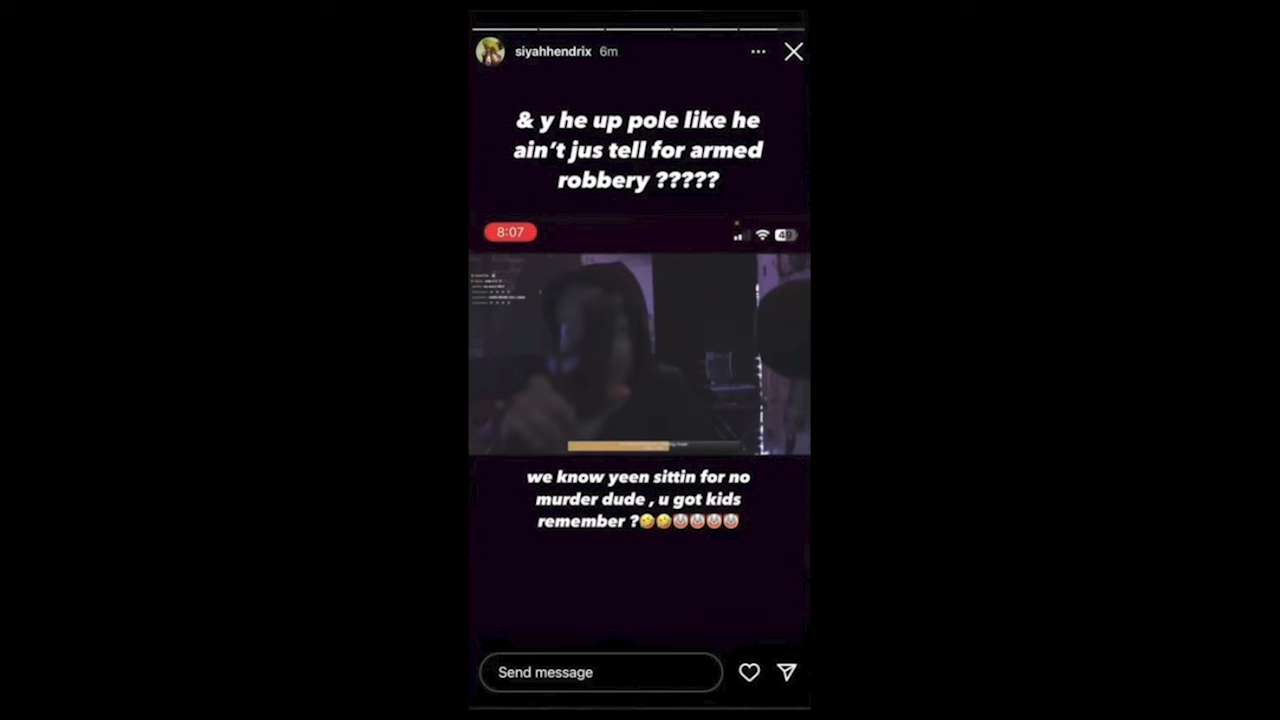 siyahhendrix 6m
& y he up pole like he
ain't jus tell for armed
robbery ?????
8:07
49
we know yeen sittin for no
murder dude , u got kids
remember ?🤣🤣🤡🤡🤡🤡
Send message